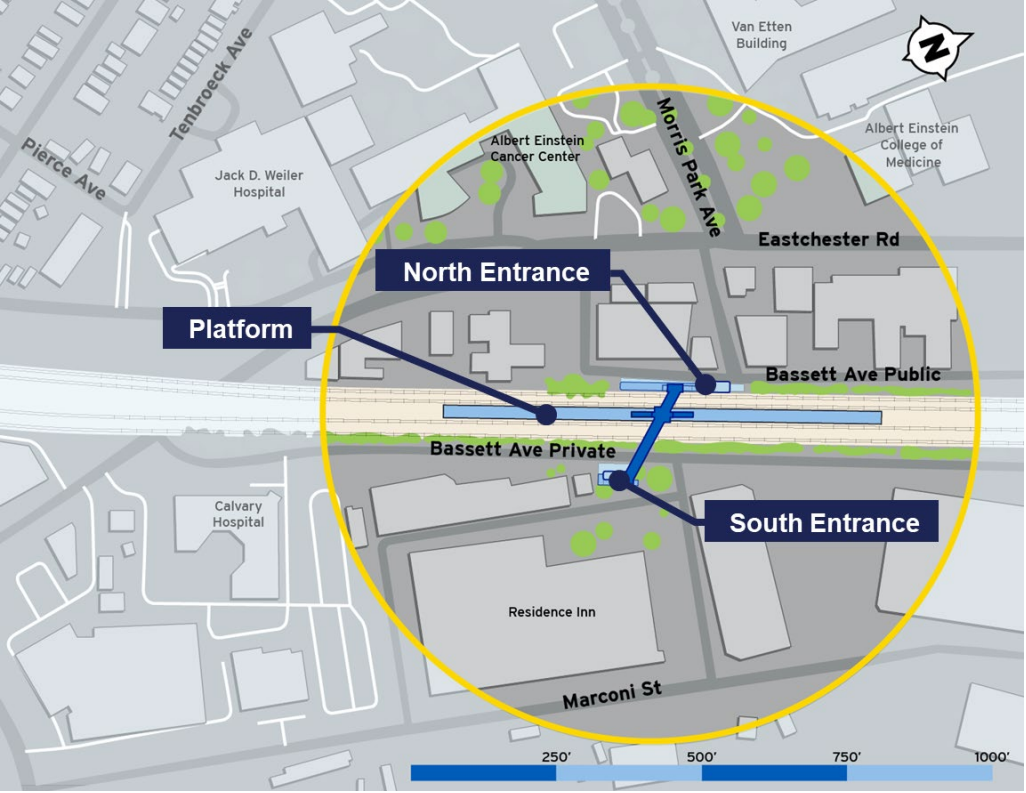 Van Etten
Building
N
Tenbroeck Ave
Morris Park Ave
Pierce Ave
Albert Einstein
Cancer Center
Albert Einstein
College of
Medicine
Jack D. Weiler
Hospital
Eastchester Rd
North Entrance
Platform
Bassett Ave Public
Bassett Ave Private
Calvary
Hospital
South Entrance
Residence Inn
Marconi St
250' 500' 750' 1000'